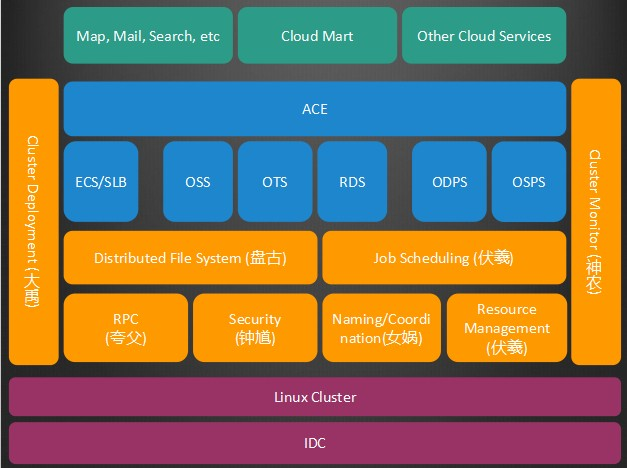 Map, Mail, Search, etc
Cloud Mart
Other Cloud Services
Cluster Deployment (大禹)
ACE
ECS/SLB
OSS
OTS
RDS
ODPS
OSPS
Cluster Monitor (神农)
Distributed File System (盘古)
Job Scheduling (伏羲)
RPC
(夸父)
Security
(钟馗)
Naming/Coordi
nation(女娲)
Resource
Management
(伏羲)
Linux Cluster
IDC